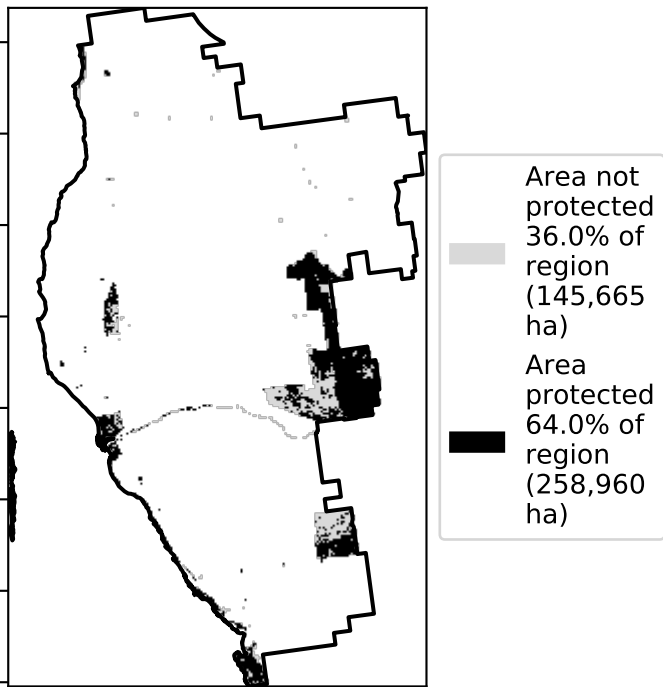 Area not
protected
36.0% of
region
(145,665
ha)
Area
protected
64.0% of
region
(258,960
ha)